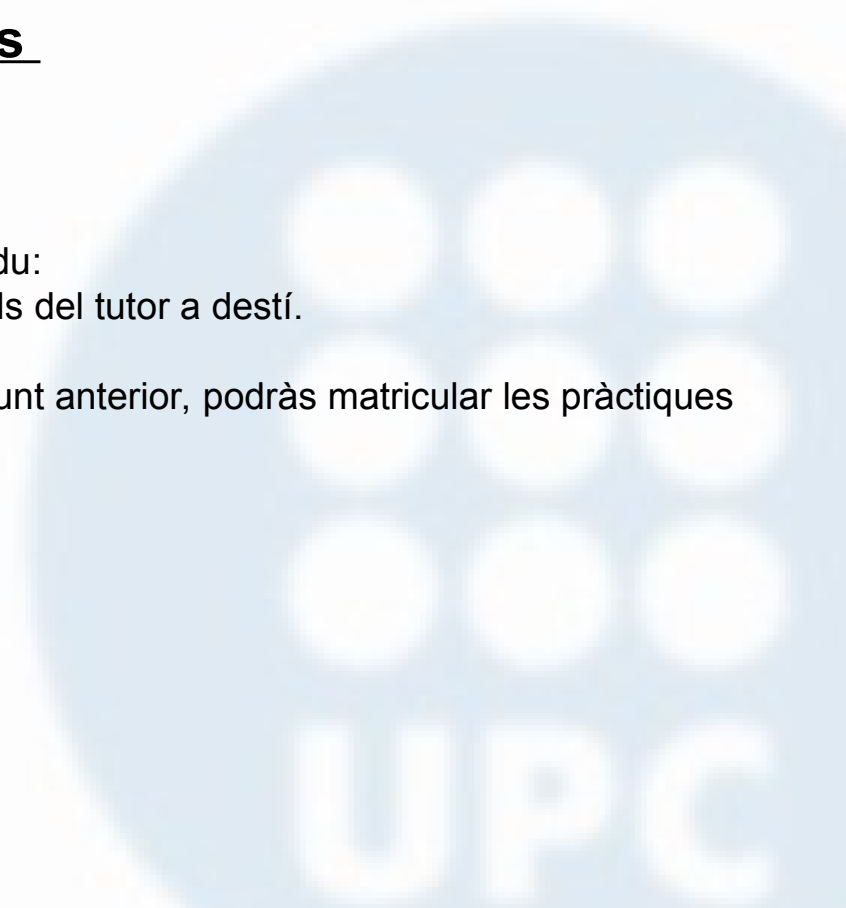 s
du:
ls del tutor a destí.
unt anterior, podràs matricular les pràctiques
UPC